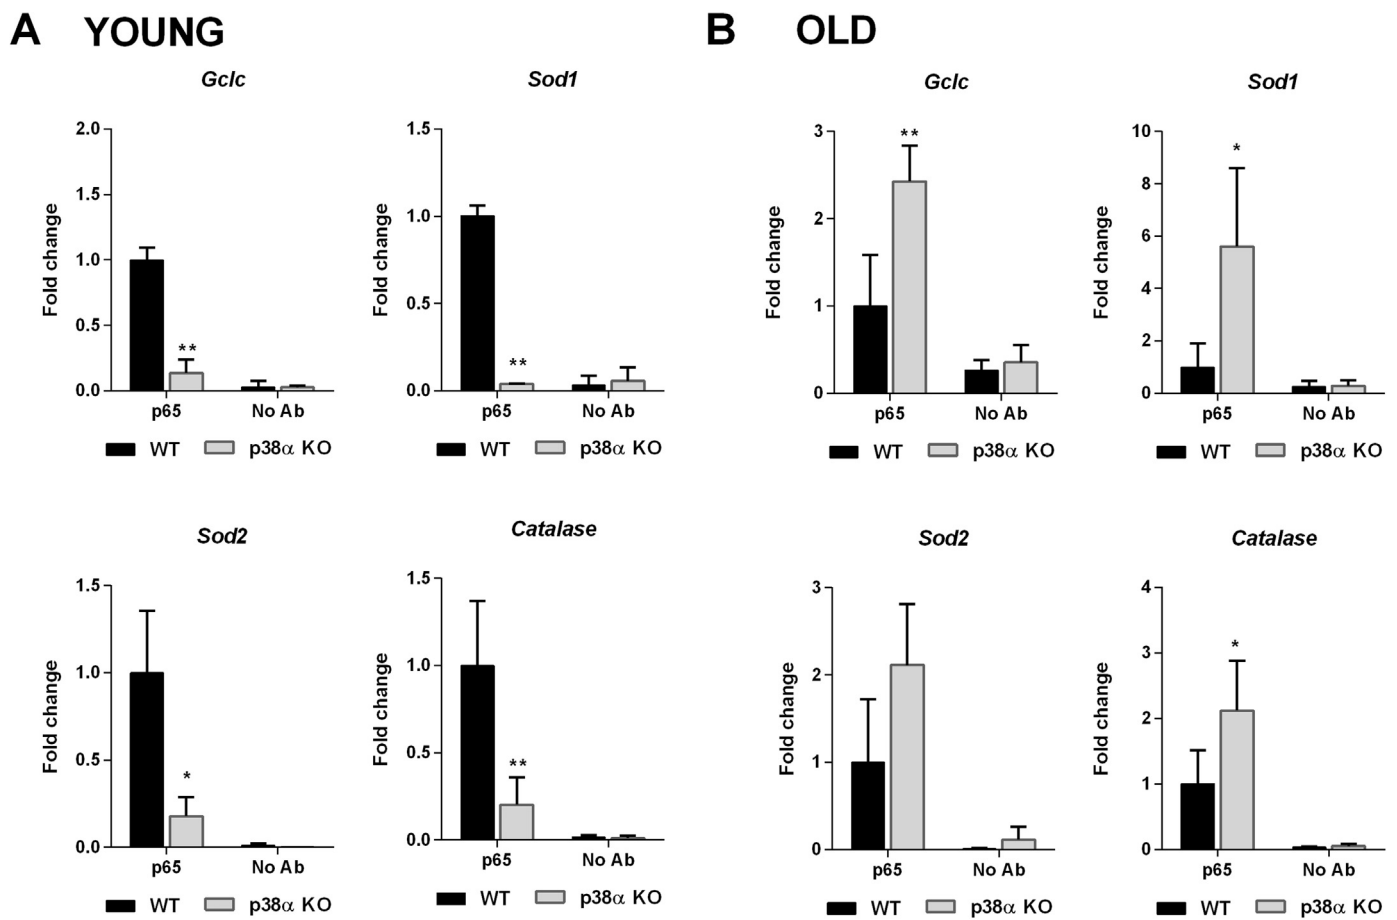 A YOUNG
Gclc
Fold change
2.0
1.5
1.0
0.5
0.0
**
p65 No Ab
WT p38α KO
Sod1
Fold change
1.5
1.0
0.5
0.0
**
p65 No Ab
WT p38α KO
Sod2
Fold change
1.5
1.0
0.5
0.0
*
p65 No Ab
WT p38α KO
Catalase
Fold change
1.5
1.0
0.5
0.0
**
p65 No Ab
WT p38α KO
B OLD
Gclc
Fold change
3
2
1
0
**
p65 No Ab
WT p38α KO
Sod1
Fold change
10
8
6
4
2
0
*
p65 No Ab
WT p38α KO
Sod2
Fold change
3
2
1
0
p65 No Ab
WT p38α KO
Catalase
Fold change
4
3
2
1
0
*
p65 No Ab
WT p38α KO